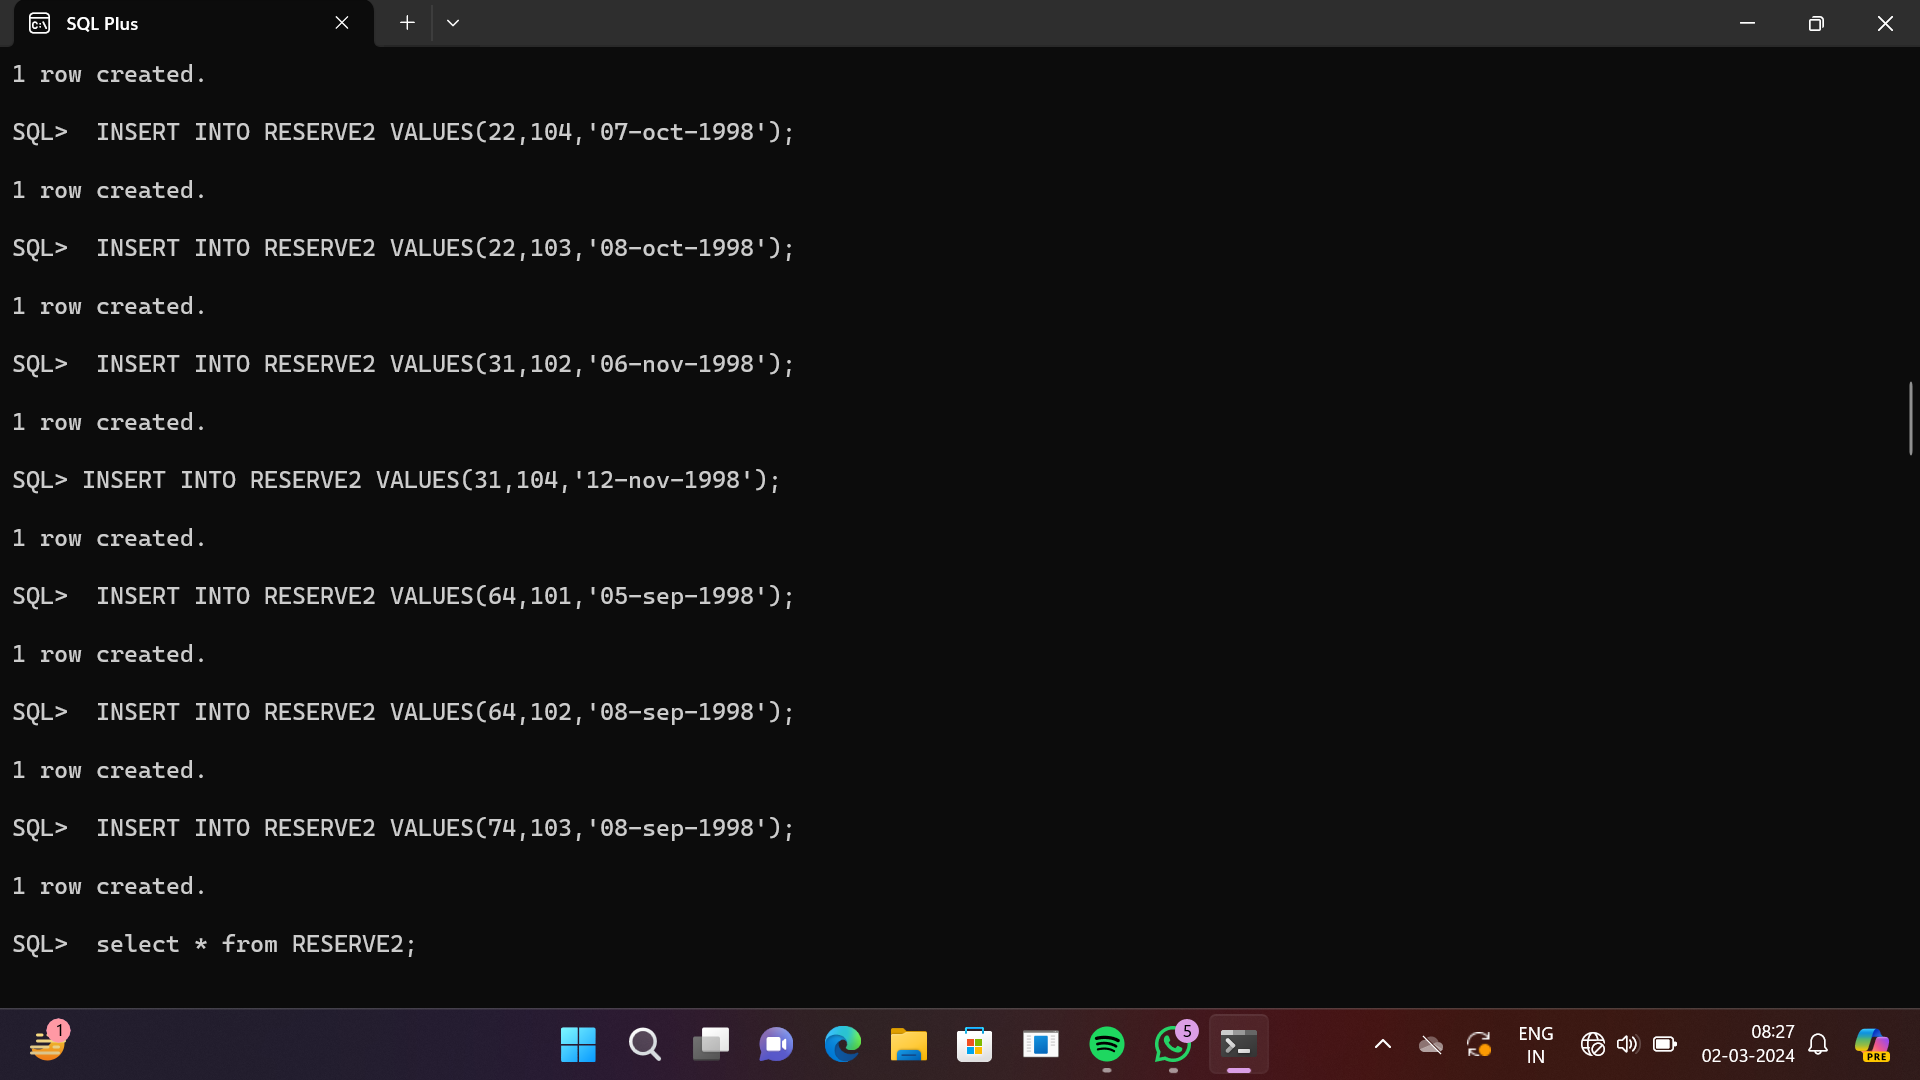 SQL Plus
1 row created.
SQL>  INSERT INTO RESERVE2 VALUES(22,104,'07-oct-1998');
1 row created.
SQL>  INSERT INTO RESERVE2 VALUES(22,103,'08-oct-1998');
1 row created.
SQL>  INSERT INTO RESERVE2 VALUES(31,102,'06-nov-1998');
1 row created.
SQL> INSERT INTO RESERVE2 VALUES(31,104,'12-nov-1998');
1 row created.
SQL>  INSERT INTO RESERVE2 VALUES(64,101,'05-sep-1998');
1 row created.
SQL>  INSERT INTO RESERVE2 VALUES(64,102,'08-sep-1998');
1 row created.
SQL>  INSERT INTO RESERVE2 VALUES(74,103,'08-sep-1998');
1 row created.
SQL>  select * from RESERVE2;
1
5
ENG
IN
08:27
02-03-2024
PRE